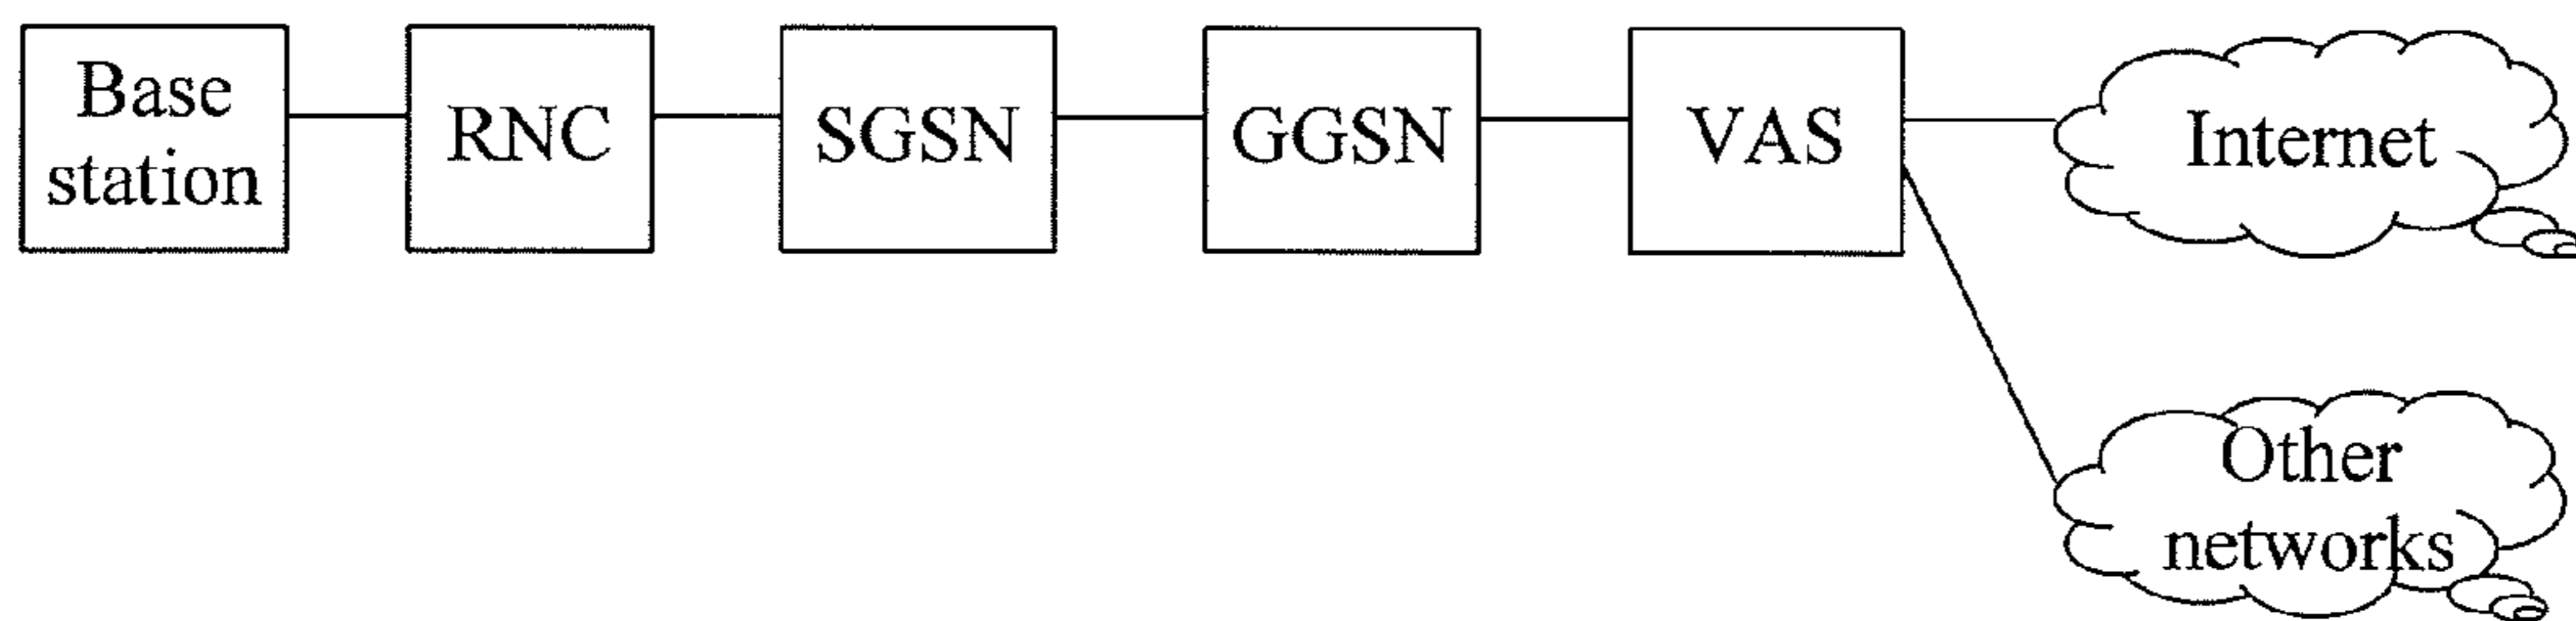 Base
station
RNC
SGSN
GGSN
VAS
Internet
Other
networks